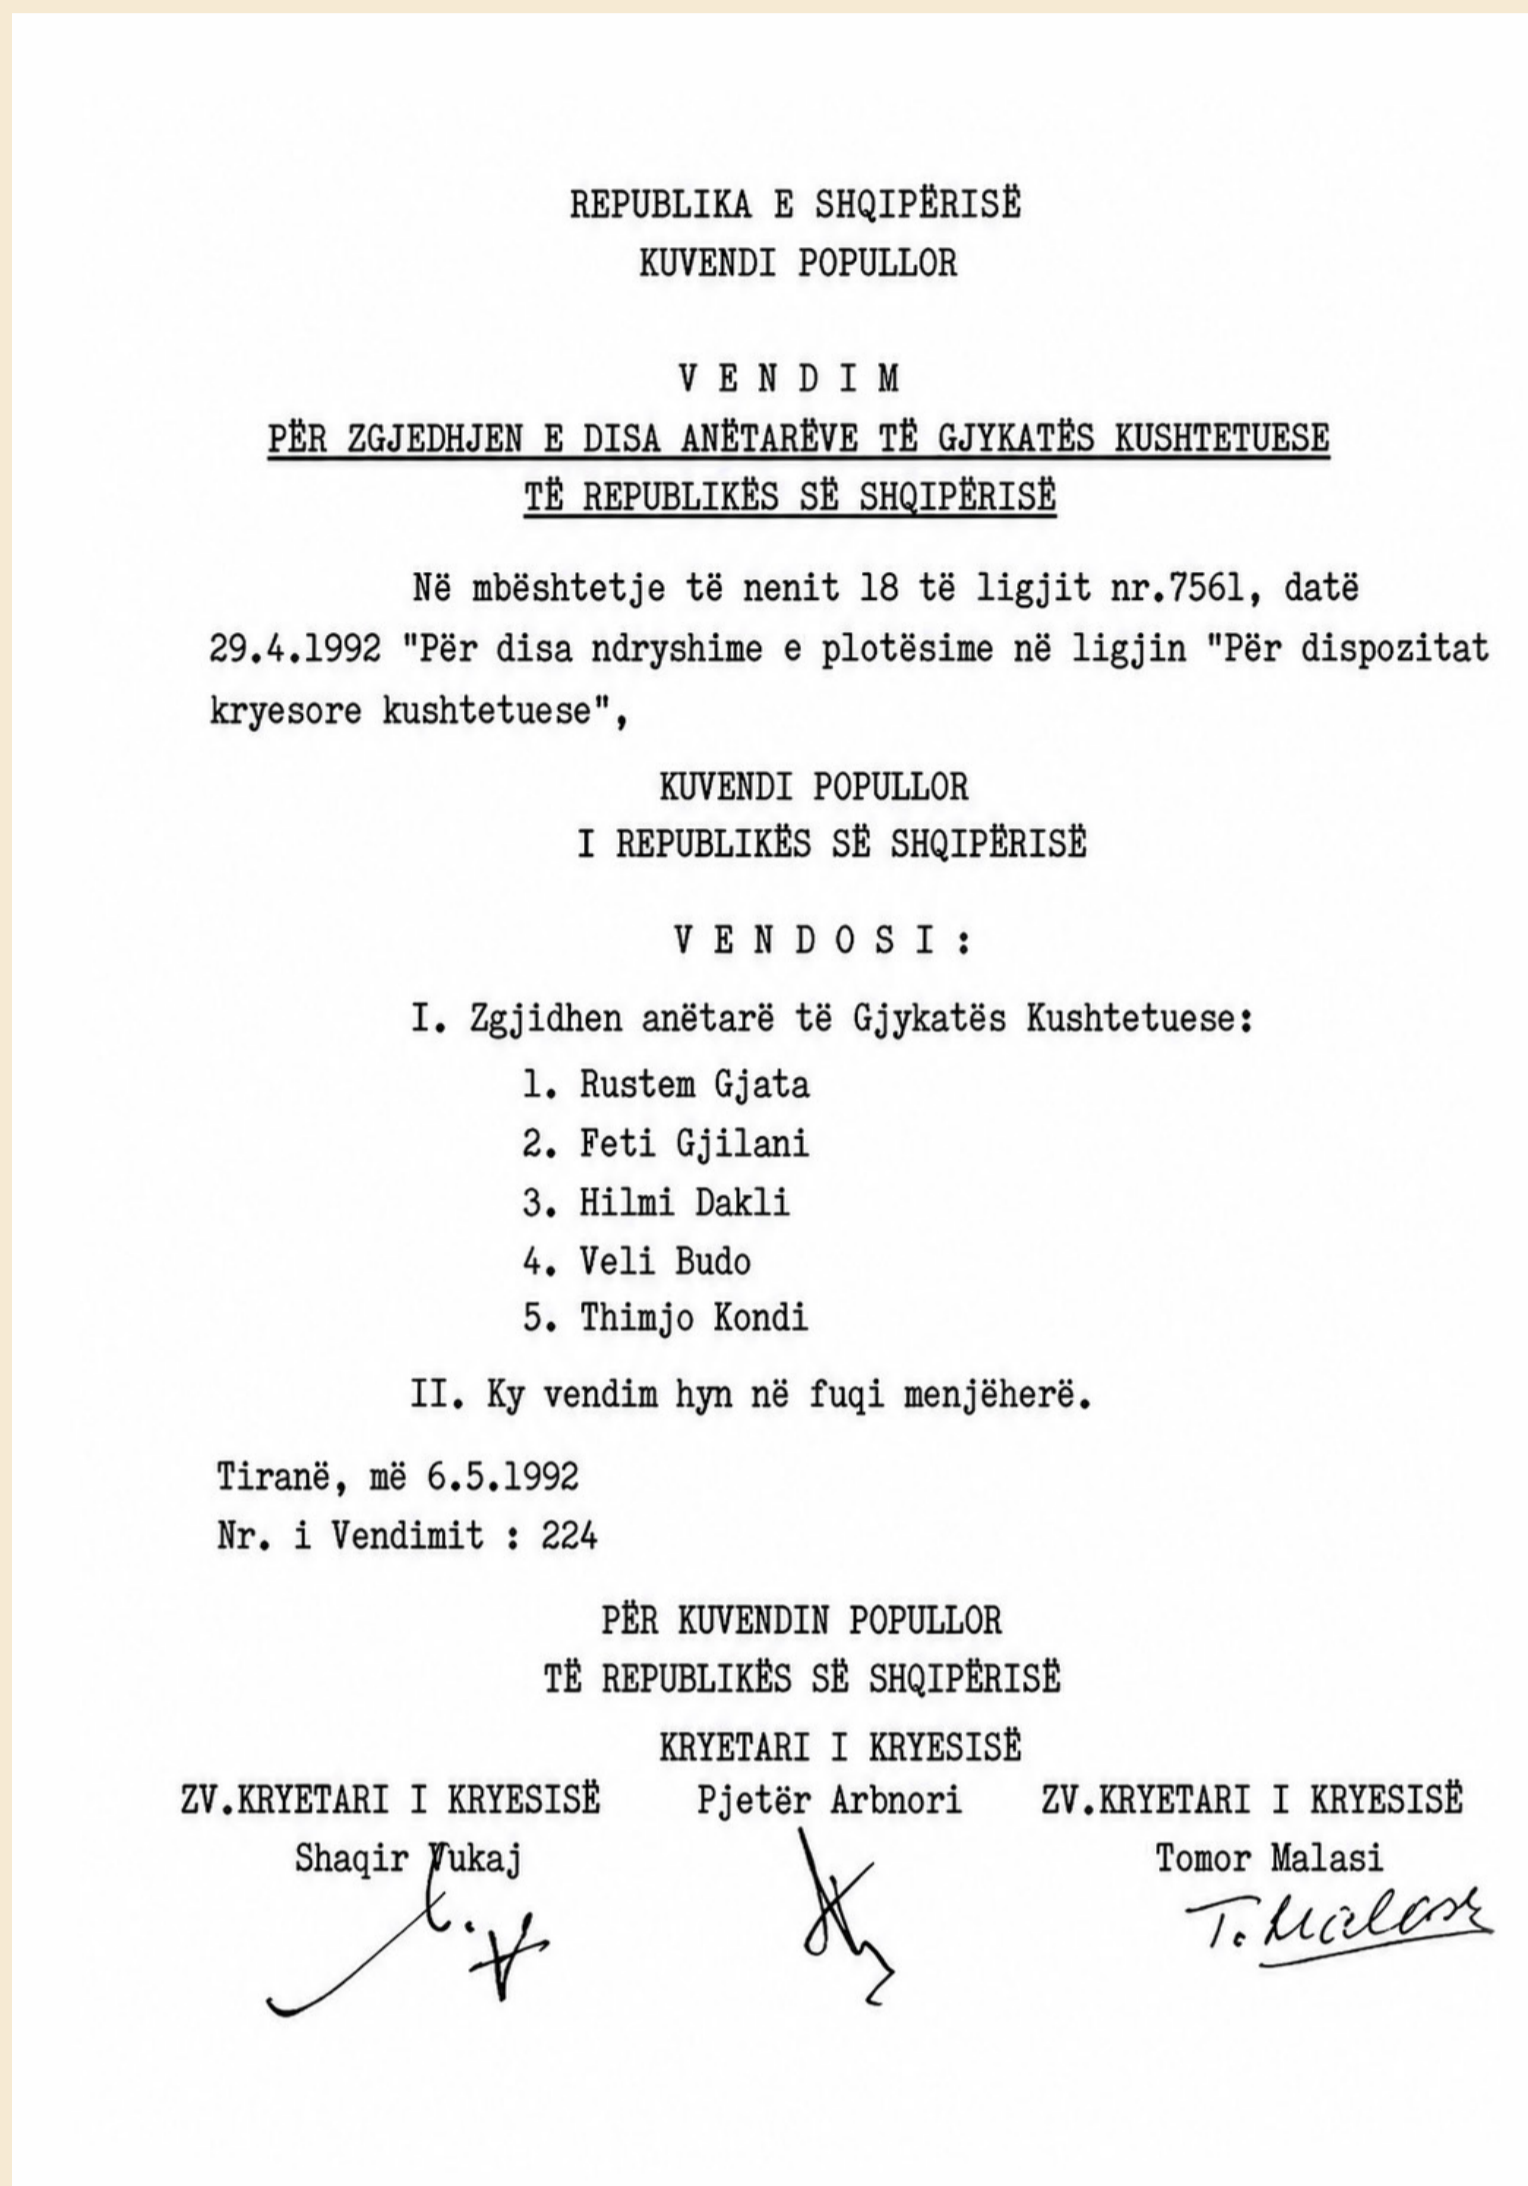 REPUBLIKA E SHQIPËRISË
KUVENDI POPULLOR
V E N D I M
PËR ZGJEDHJEN E DISA ANËTARËVE TË GJYKATËS KUSHTETUESE
TË REPUBLIKËS SË SHQIPËRISË
Në mbështetje të nenit 18 të ligjit nr.7561, datë
29.4.1992 "Për disa ndryshime e plotësime në ligjin "Për dispozitat
kryesore kushtetuese",
KUVENDI POPULLOR
I REPUBLIKËS SË SHQIPËRISË
V E N D O S I :
I. Zgjidhen anëtarë të Gjykatës Kushtetuese:
1. Rustem Gjata
2. Feti Gjilani
3. Hilmi Dakli
4. Veli Budo
5. Thimjo Kondi
II. Ky vendim hyn në fuqi menjëherë.
Tiranë, më 6.5.1992
Nr. i Vendimit : 224
PËR KUVENDIN POPULLOR
TË REPUBLIKËS SË SHQIPËRISË
KRYETARI I KRYESISË
ZV.KRYETARI I KRYESISË Pjetër Arbnori ZV.KRYETARI I KRYESISË
Shaqir Vukaj Tomor Malasi
T. Malasi